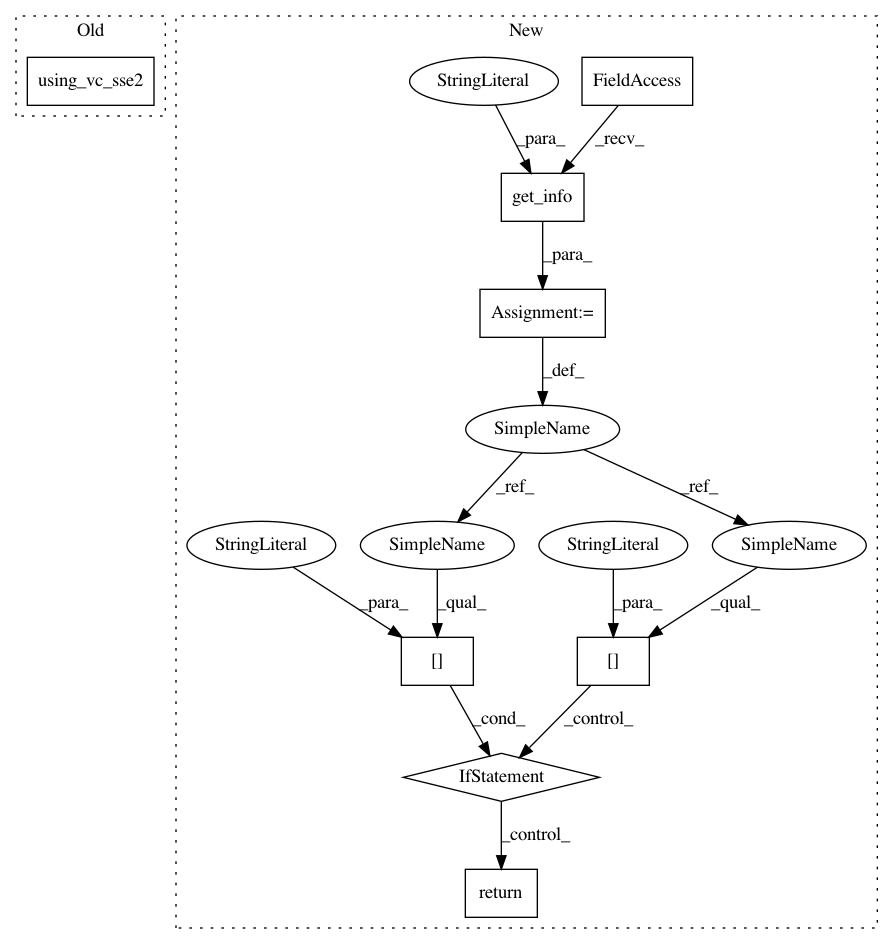 Old
New
using_vc_sse2
StringLiteral
FieldAccess
_para_
_recv_
get_info
_para_
Assignment:=
_def_
SimpleName
_ref_
_ref_
StringLiteral
SimpleName
StringLiteral
SimpleName
_para_
_qual_
_para_
_qual_
[]
[]
_cond_
_control_
IfStatement
_control_
return